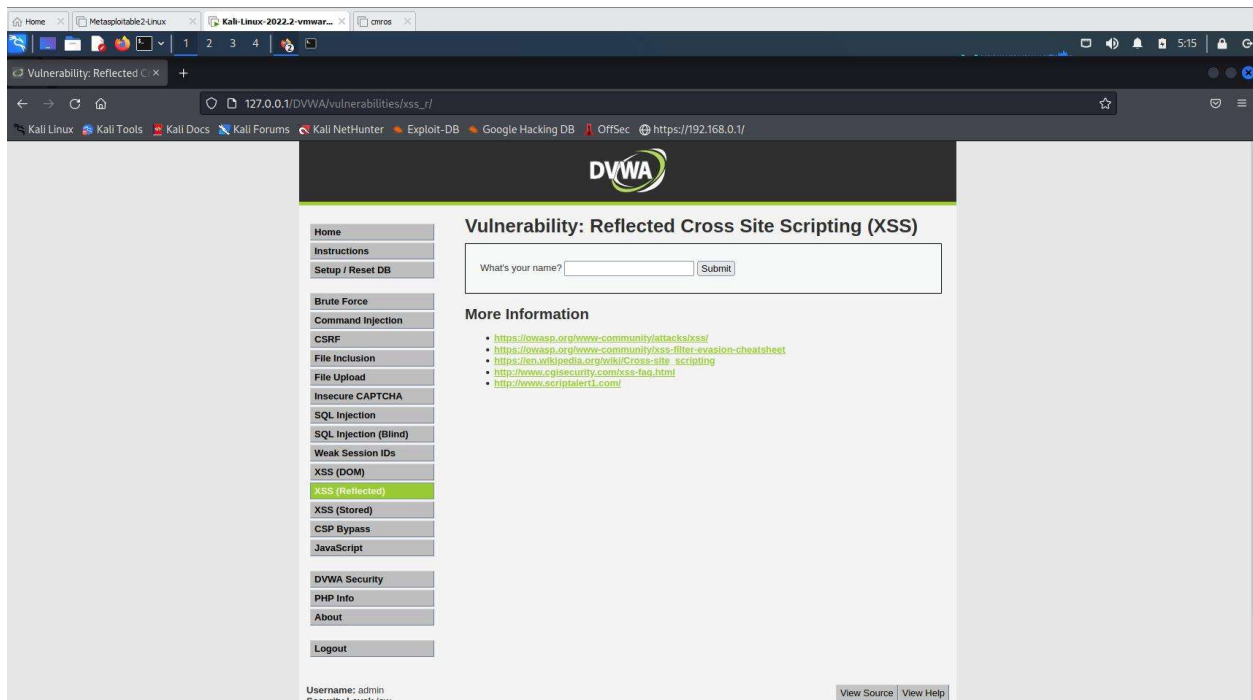 Home Metasploitable2-Linux Kali-Linux-2022.2-vmwar... cmros
1 2 3 4 5:15
Vulnerability: Reflected C
127.0.0.1/DVWA/vulnerabilities/xss_r/
Kali Linux Kali Tools Kali Docs Kali Forums Kali NetHunter Exploit-DB Google Hacking DB OffSec https://192.168.0.1/
DVWA
Home
Instructions
Setup / Reset DB
Brute Force
Command Injection
CSRF
File Inclusion
File Upload
Insecure CAPTCHA
SQL Injection
SQL Injection (Blind)
Weak Session IDs
XSS (DOM)
XSS (Reflected)
XSS (Stored)
CSP Bypass
JavaScript
DVWA Security
PHP Info
About
Logout
Vulnerability: Reflected Cross Site Scripting (XSS)
What's your name? Submit
More Information
https://owasp.org/www-community/attacks/xss/
https://owasp.org/www-community/xss-filter-evasion-cheatsheet
https://en.wikipedia.org/wiki/Cross-site_scripting
http://www.cgisecurity.com/xss-faq.html
http://www.scriptalert1.com/
Username: admin
Security Level: low
View Source View Help